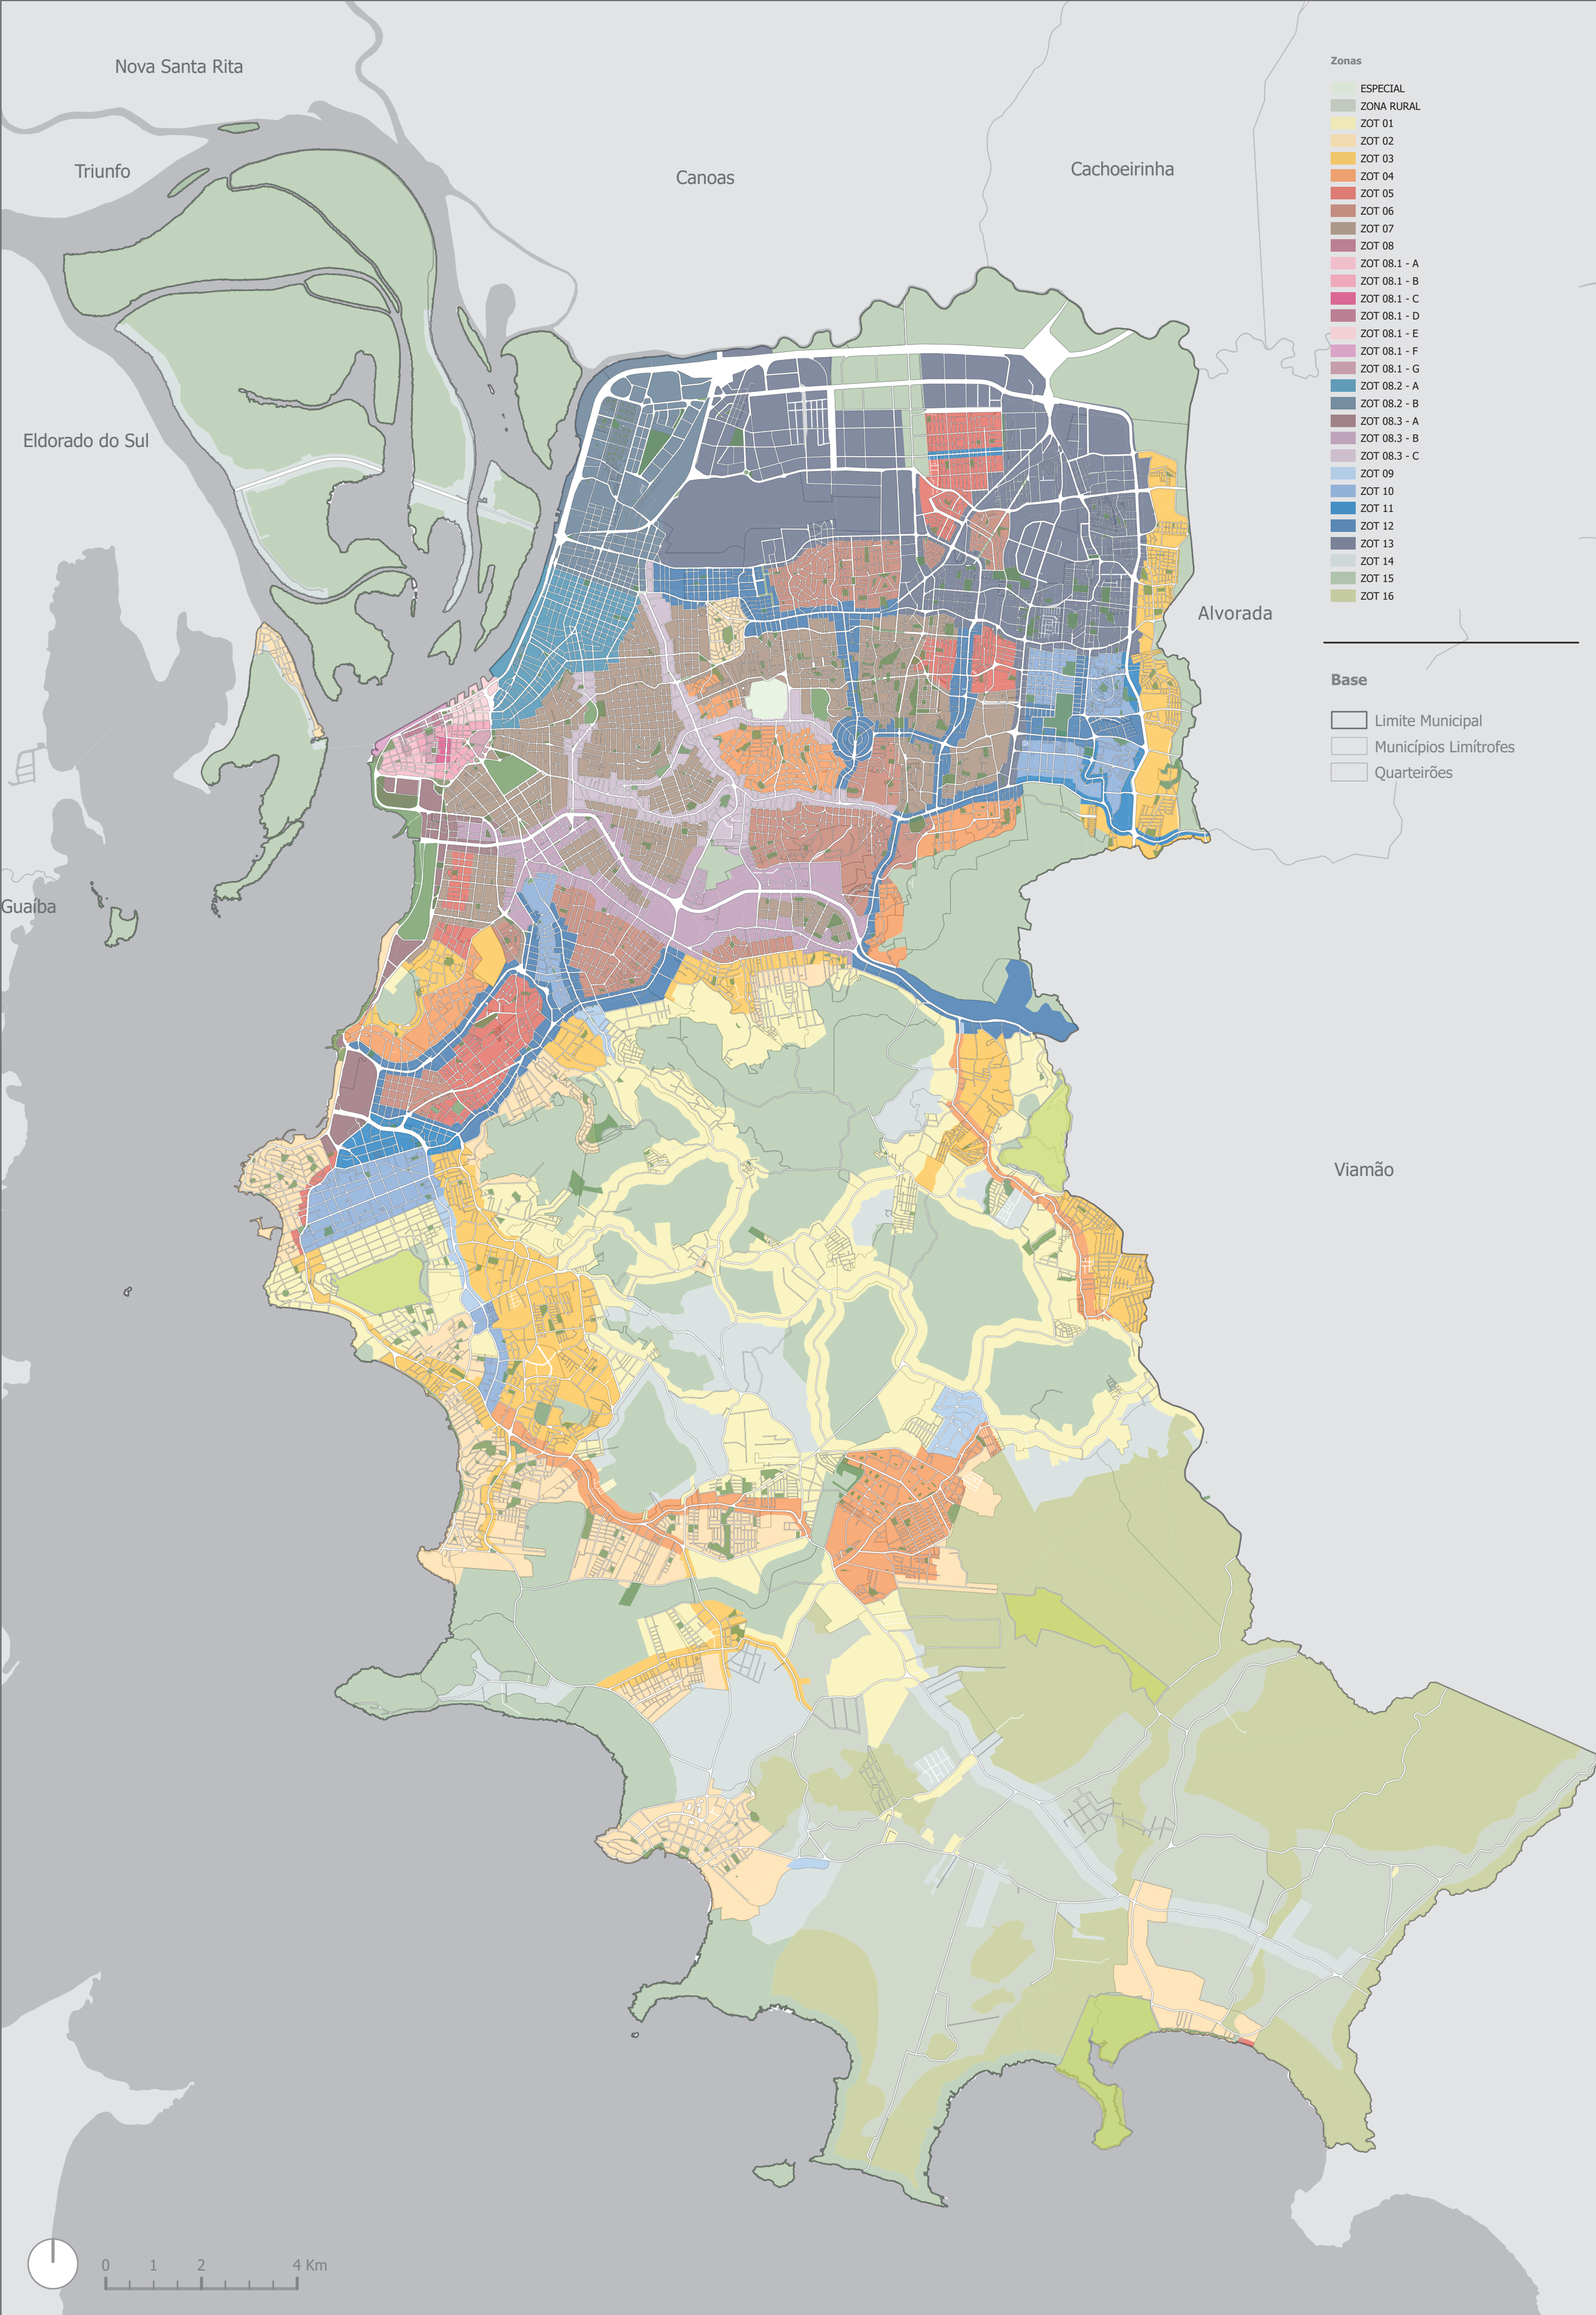 Nova Santa Rita
Triunfo
Canoas
Cachoeirinha
Eldorado do Sul
Alvorada
Guaíba
Viamão
Zonas
ESPECIAL
ZONA RURAL
ZOT 01
ZOT 02
ZOT 03
ZOT 04
ZOT 05
ZOT 06
ZOT 07
ZOT 08
ZOT 08.1 - A
ZOT 08.1 - B
ZOT 08.1 - C
ZOT 08.1 - D
ZOT 08.1 - E
ZOT 08.1 - F
ZOT 08.1 - G
ZOT 08.2 - A
ZOT 08.2 - B
ZOT 08.3 - A
ZOT 08.3 - B
ZOT 08.3 - C
ZOT 09
ZOT 10
ZOT 11
ZOT 12
ZOT 13
ZOT 14
ZOT 15
ZOT 16
Base
Limite Municipal
Municípios Limítrofes
Quarteirões
0 1 2 4 Km